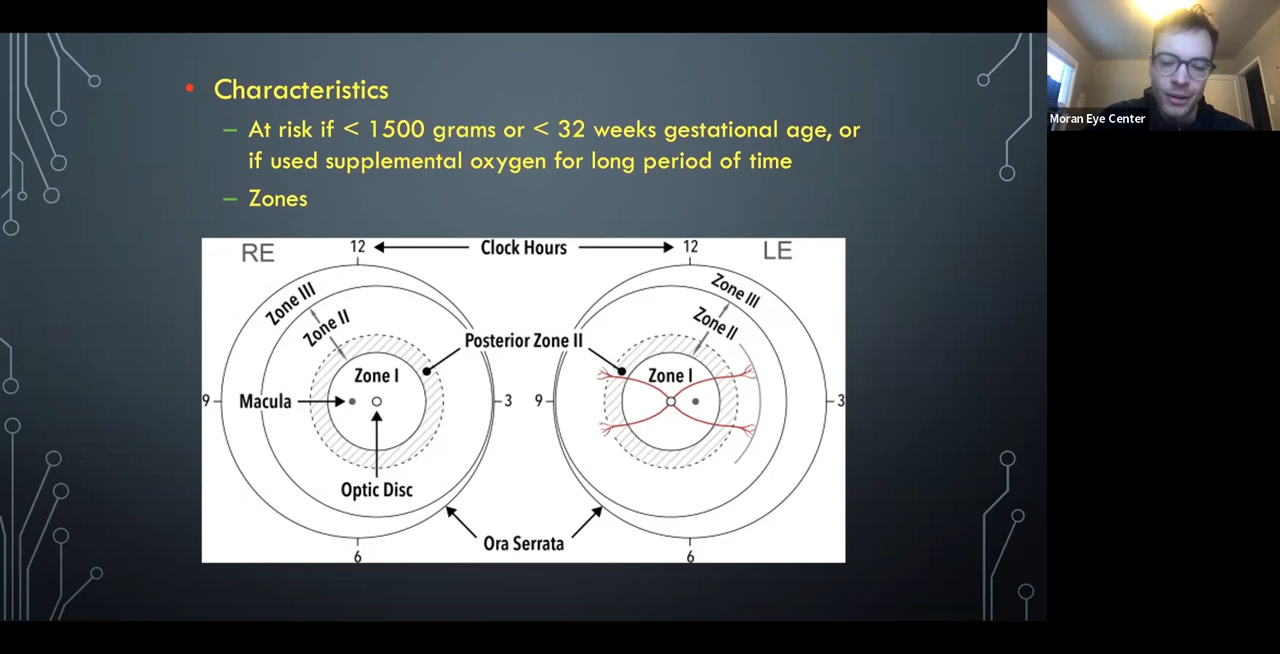 Characteristics
– At risk if < 1500 grams or < 32 weeks gestational age, or
if used supplemental oxygen for long period of time
– Zones
RE
12
Clock Hours
12
LE
Zone III
Zone II
Zone III
Zone II
Posterior Zone II
Zone I
Zone I
9
Macula
3
9
3
Optic Disc
Ora Serrata
6
6
Moran Eye Center